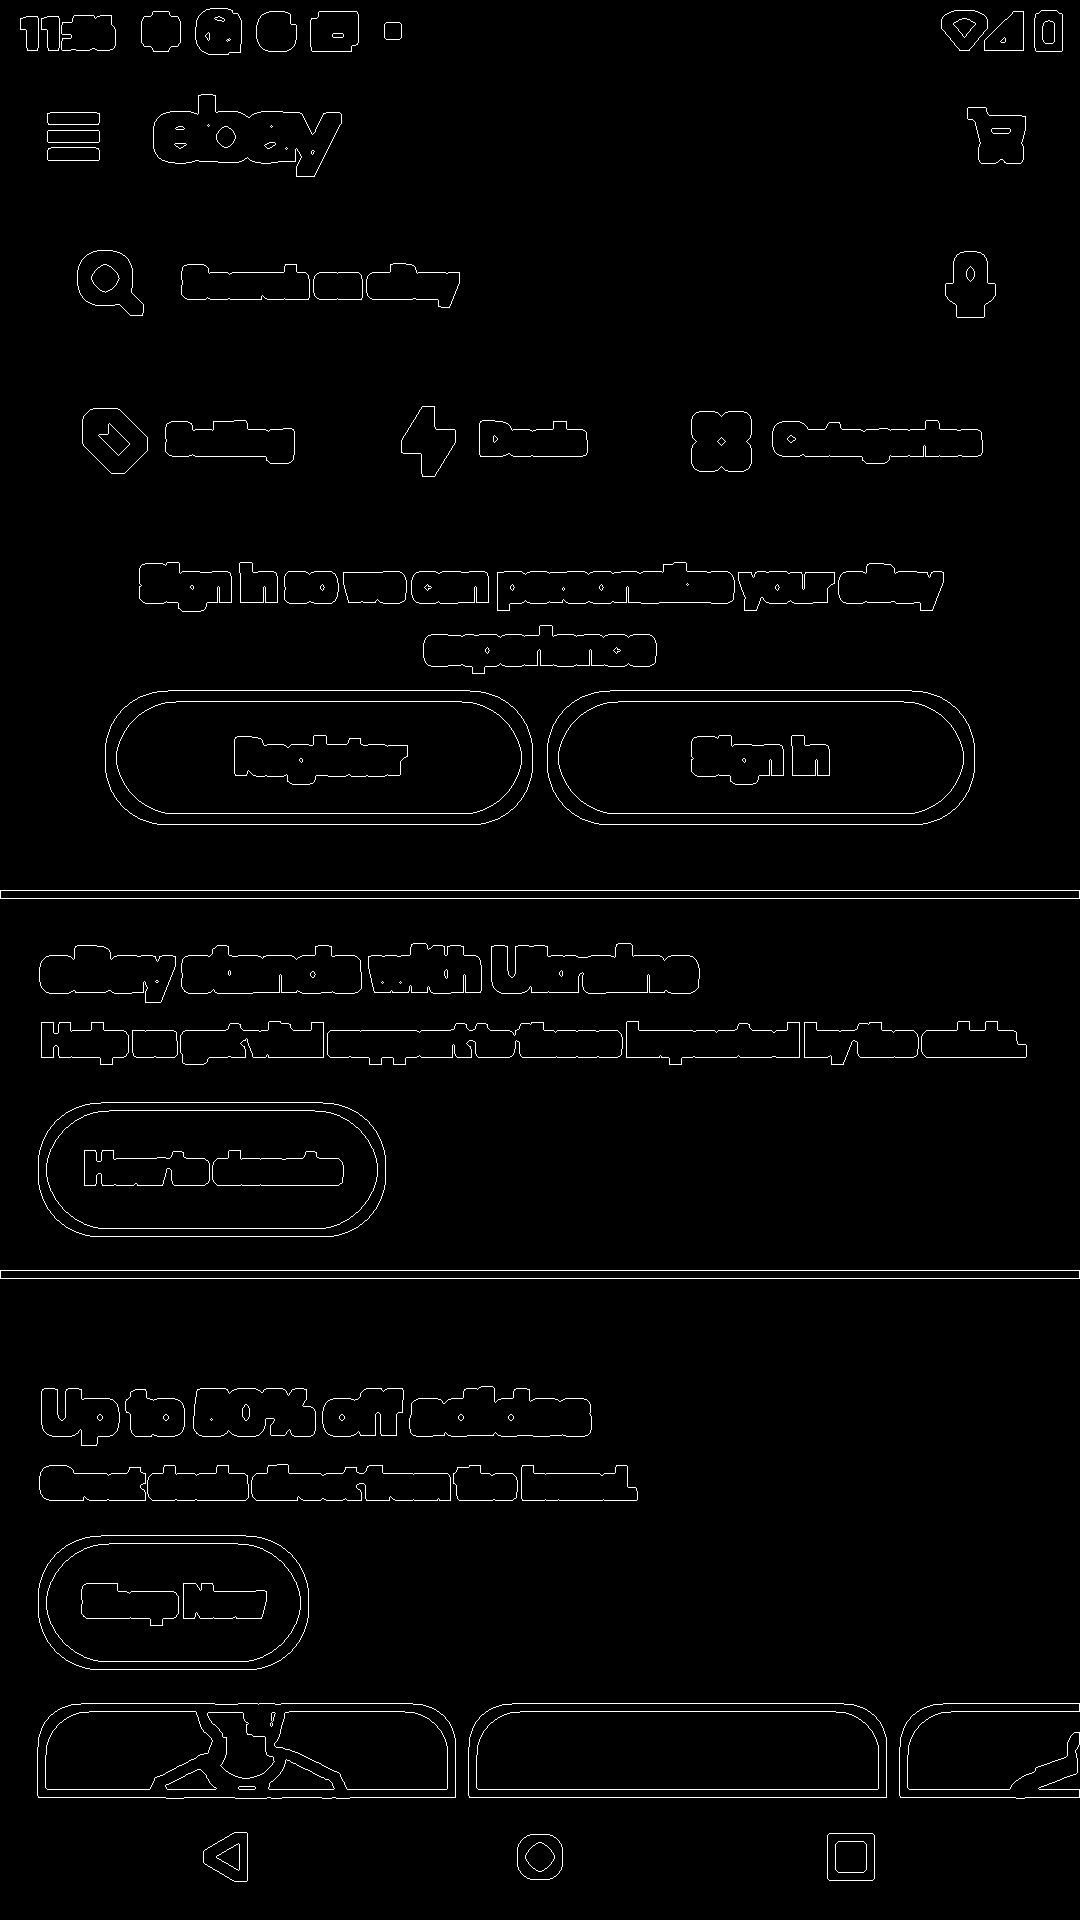 11:36
ebay
Search on eBay
Selling
Deals
Categories
Sign in so we can personalise your eBay
experience
Register
Sign in
eBay stands with Ukraine
Help us get vital support to those impacted by the crisis.
How to donate
Up to 50% off adidas
Great deals direct from the brand.
Shop Now